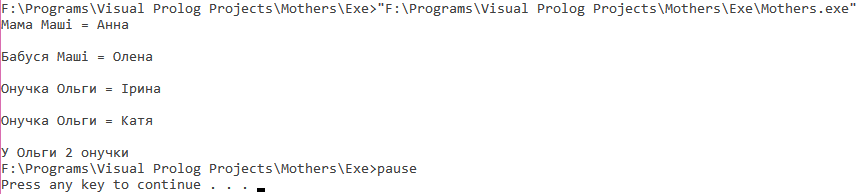 F:\Programs\Visual Prolog Projects\Mothers\Exe>"F:\Programs\Visual Prolog Projects\Mothers\Exe\Mothers.exe"
Мама Маші = Анна
Бабуся Маші = Олена
Онучка Ольги = Ірина
Онучка Ольги = Катя
У Ольги 2 онучки
F:\Programs\Visual Prolog Projects\Mothers\Exe>pause
Press any key to continue . . .